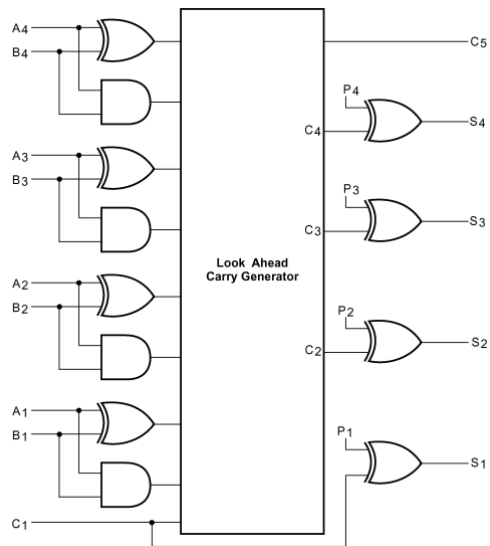 A4
B4
A3
B3
A2
B2
A1
B1
C1
Look Ahead
Carry Generator
C4
C3
C2
P4
P3
P2
P1
C5
S4
S3
S2
S1